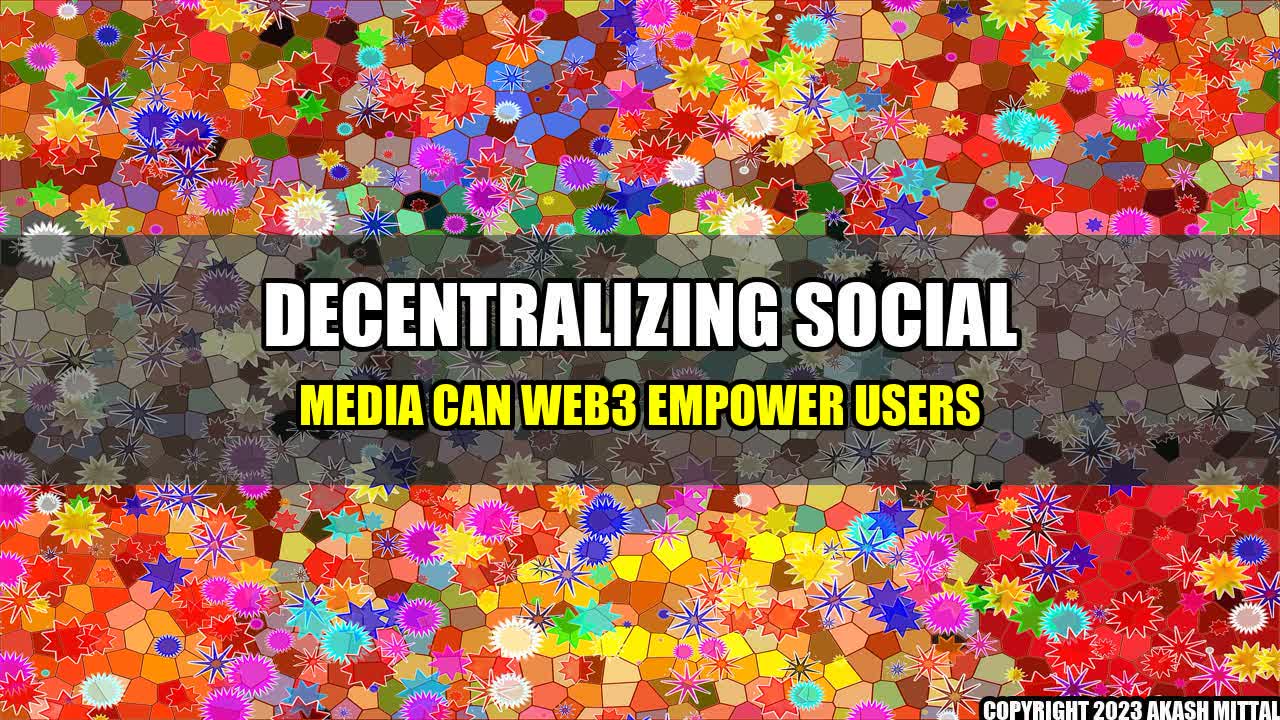 DECENTRALIZING SOCIAL
MEDIA CAN WEB3 EMPOWER USERS
COPYRIGHT 2023 AKASH MITTAL